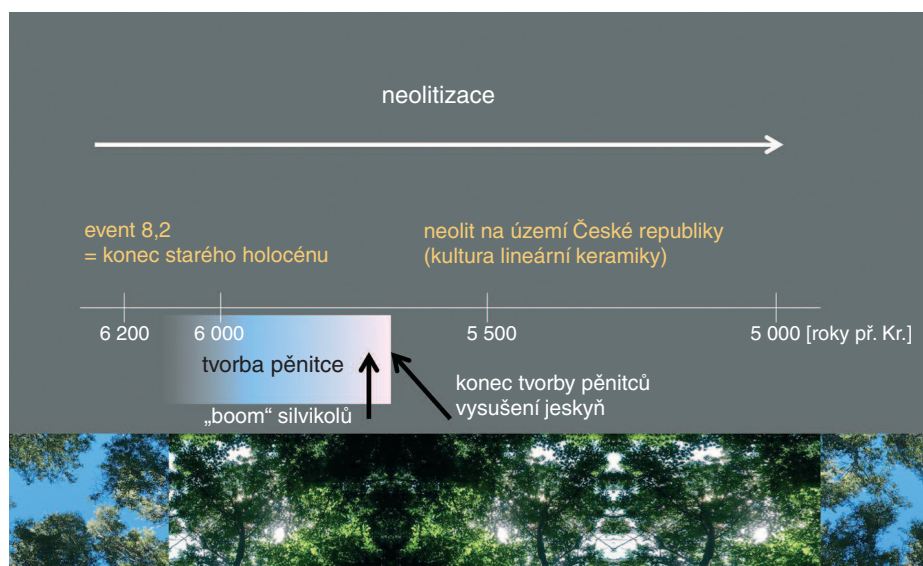 neolitizace
event 8,2
= konec starého holocénu
neolit na území České republiky
(kultura lineární keramiky)
6 200
6 000
5 500
5 000 [roky př. Kr.]
tvorba pěnitce
konec tvorby pěnitců
vysušení jeskyň
„boom“ silvikolů